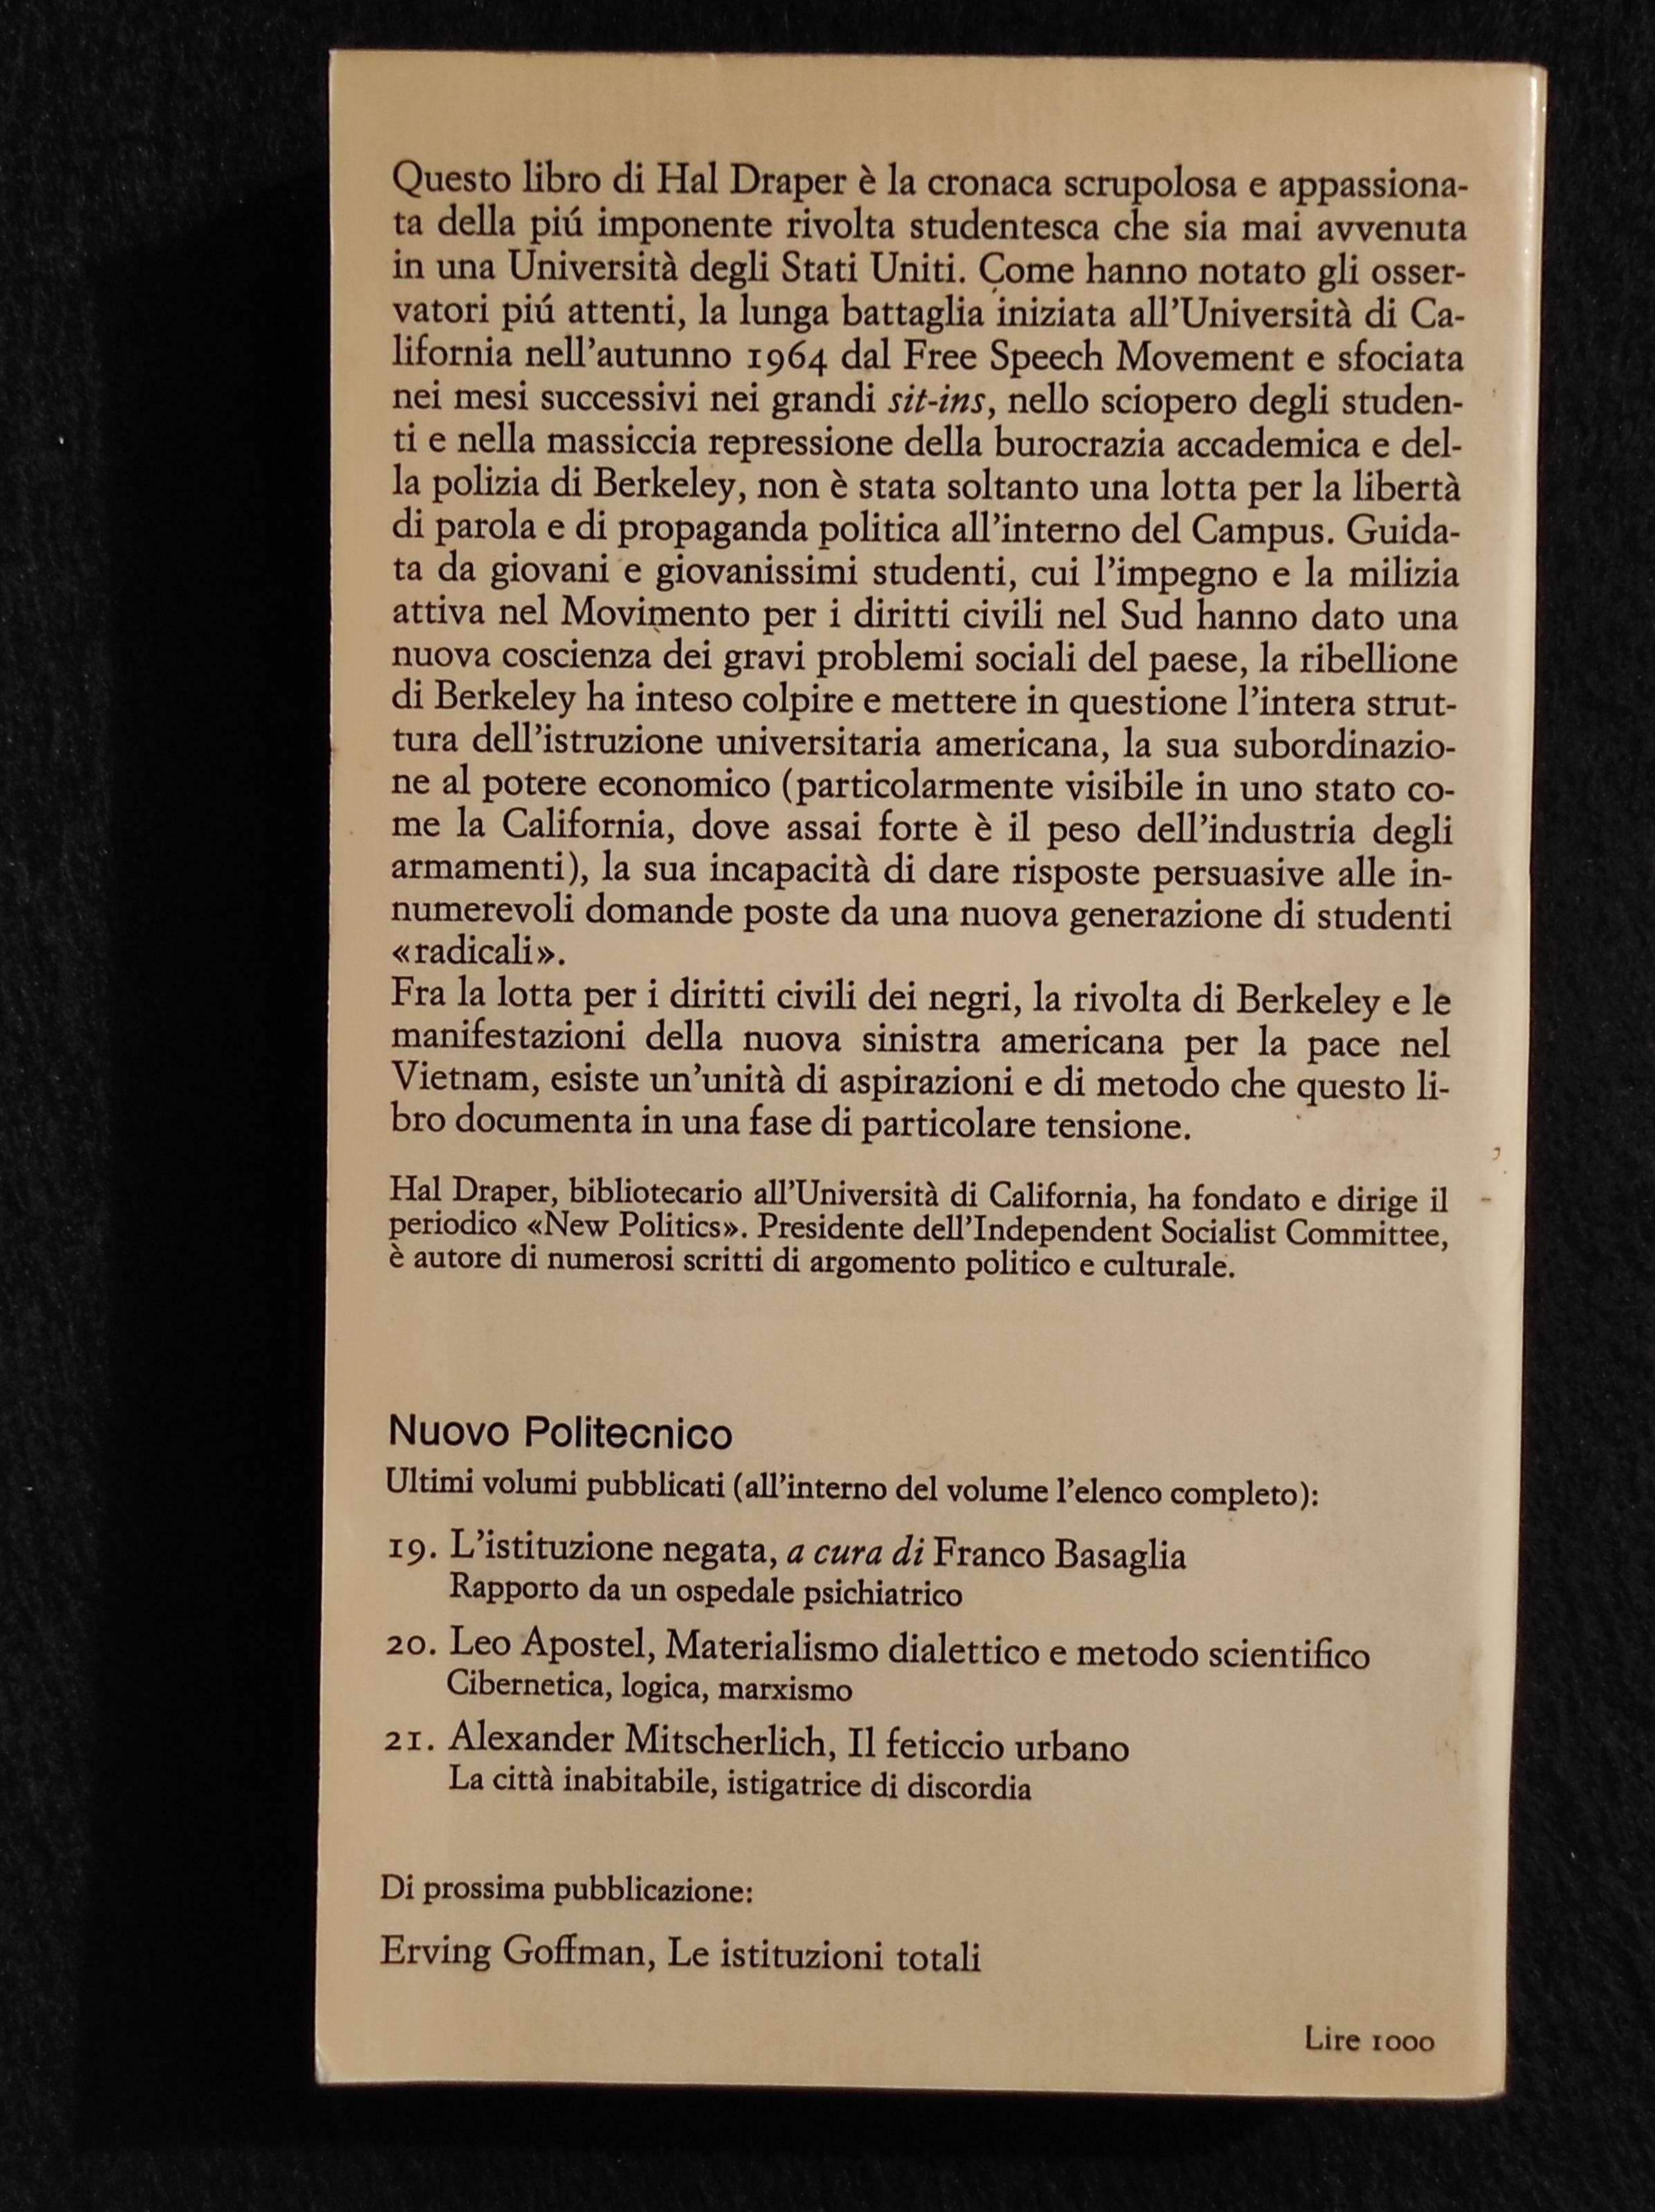 Questo libro di Hal Draper è la cronaca scrupolosa e appassiona-
ta della piú imponente rivolta studentesca che sia mai avvenuta
in una Università degli Stati Uniti. Come hanno notato gli osser-
vatori piú attenti, la lunga battaglia iniziata all'Università di Ca-
lifornia nell'autunno 1964 dal Free Speech Movement e sfociata
nei mesi successivi nei grandi sit-ins, nello sciopero degli studen-
ti e nella massiccia repressione della burocrazia accademica e del-
la polizia di Berkeley, non è stata soltanto una lotta per la libertà
di parola e di propaganda politica all'interno del Campus. Guida-
ta da giovani e giovanissimi studenti, cui l'impegno e la milizia
attiva nel Movimento per i diritti civili nel Sud hanno dato una
nuova coscienza dei gravi problemi sociali del paese, la ribellione
di Berkeley ha inteso colpire e mettere in questione l'intera strut-
tura dell'istruzione universitaria americana, la sua subordinazio-
ne al potere economico (particolarmente visibile in uno stato co-
me la California, dove assai forte è il peso dell'industria degli
armamenti), la sua incapacità di dare risposte persuasive alle in-
numerevoli domande poste da una nuova generazione di studenti
«radicali».
Fra la lotta per i diritti civili dei negri, la rivolta di Berkeley e le
manifestazioni della nuova sinistra americana per la pace nel
Vietnam, esiste un'unità di aspirazioni e di metodo che questo li-
bro documenta in una fase di particolare tensione.
Hal Draper, bibliotecario all'Università di California, ha fondato e dirige il
periodico «New Politics». Presidente dell'Independent Socialist Committee,
è autore di numerosi scritti di argomento politico e culturale.
Nuovo Politecnico
Ultimi volumi pubblicati (all'interno del volume l'elenco completo):
19. L'istituzione negata, a cura di Franco Basaglia
Rapporto da un ospedale psichiatrico
20. Leo Apostel, Materialismo dialettico e metodo scientifico
Cibernetica, logica, marxismo
21. Alexander Mitscherlich, Il feticcio urbano
La città inabitabile, istigatrice di discordia
Di prossima pubblicazione:
Erving Goffman, Le istituzioni totali
Lire 1000